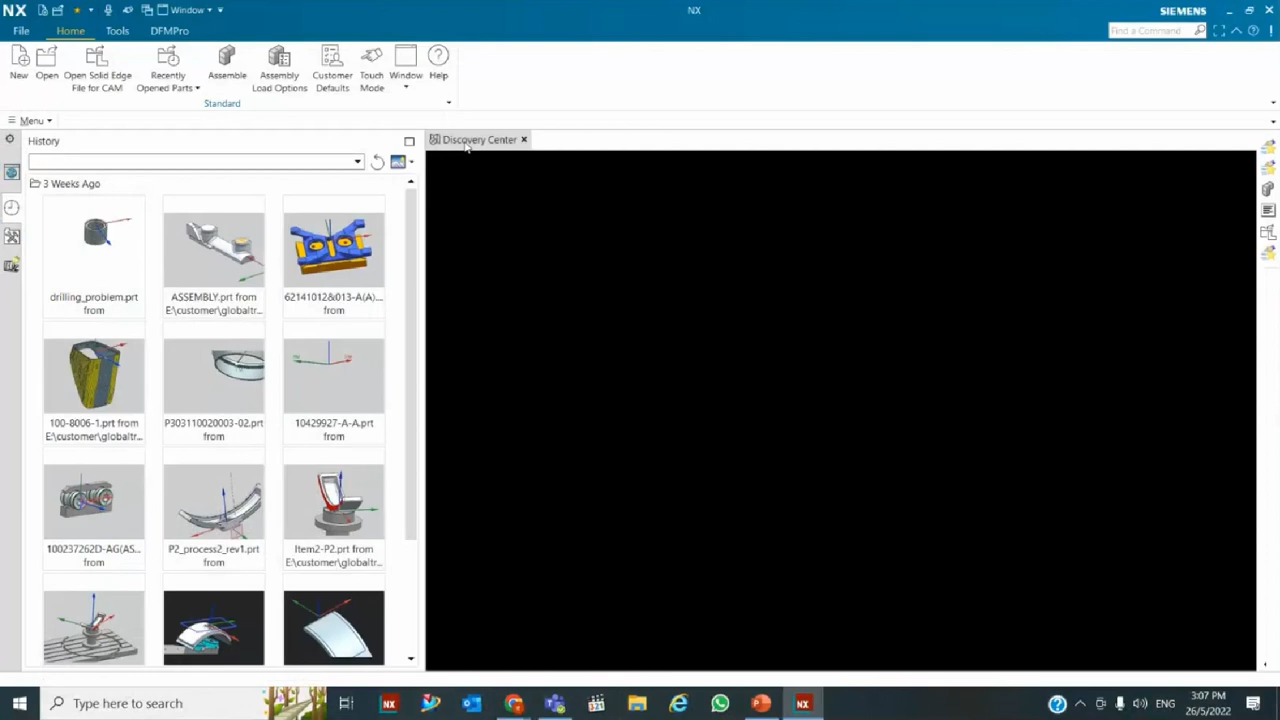 NX
Window
NX
SIEMENS
File
Home
Tools
DFMPro
Find a Command
New
Open
Open Solid Edge
File for CAM
Recently
Opened Parts
Assemble
Assembly
Load Options
Customer
Defaults
Touch
Mode
Window
Help
Standard
Menu
History
Discovery Center
3 Weeks Ago
drilling_problem.prt
from
ASSEMBLY.prt from
E:\customer\globaltr...
62141012&013-A(A)...
from
100-8006-1.prt from
E:\customer\globaltr...
P303110020003-02.prt
from
10429927-A-A.prt
from
100237262D-AG(AS...
from
P2_process2_rev1.prt
from
Item2-P2.prt from
E:\customer\globaltr...
Type here to search
ENG
3:07 PM
26/5/2022